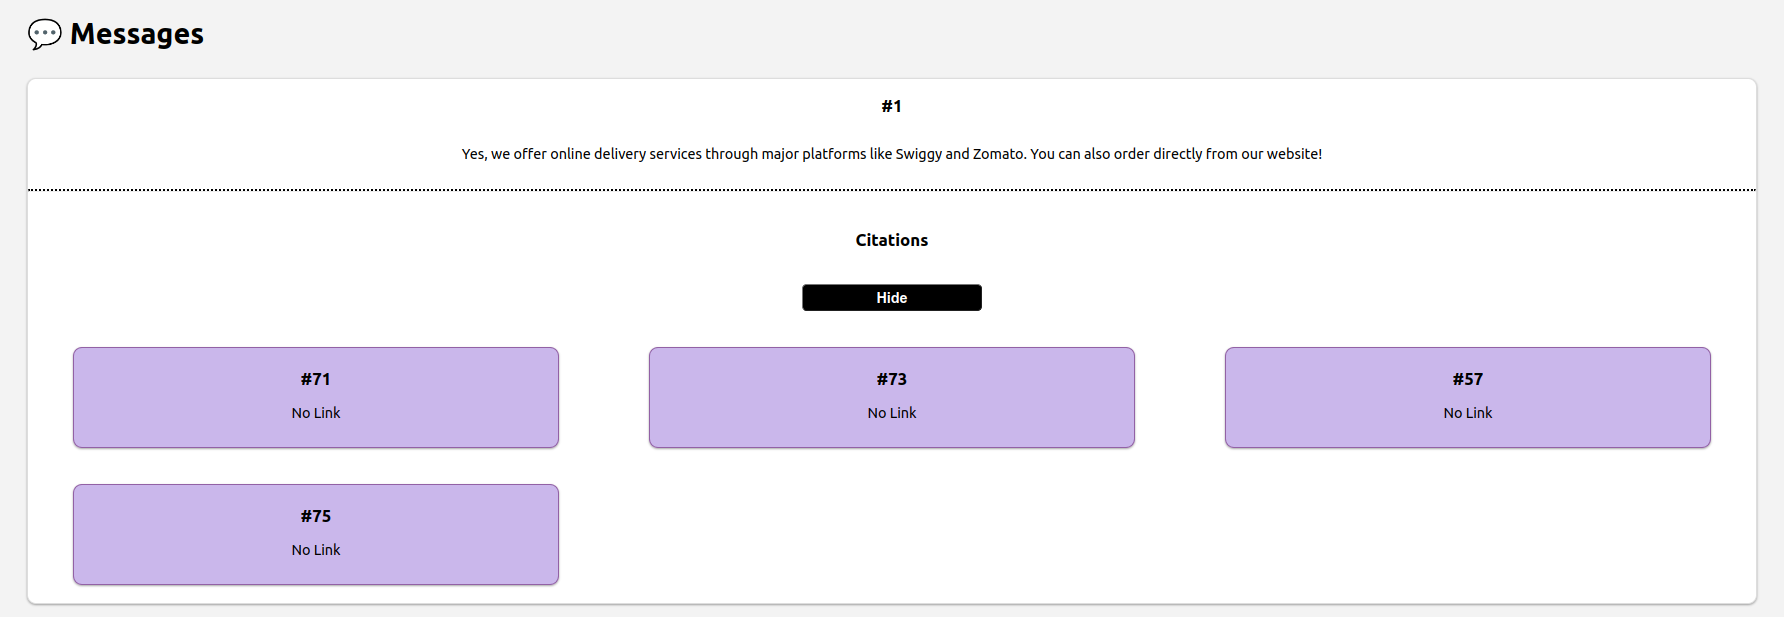 💬 Messages
#1
Yes, we offer online delivery services through major platforms like Swiggy and Zomato. You can also order directly from our website!
Citations
Hide
#71
No Link
#73
No Link
#57
No Link
#75
No Link